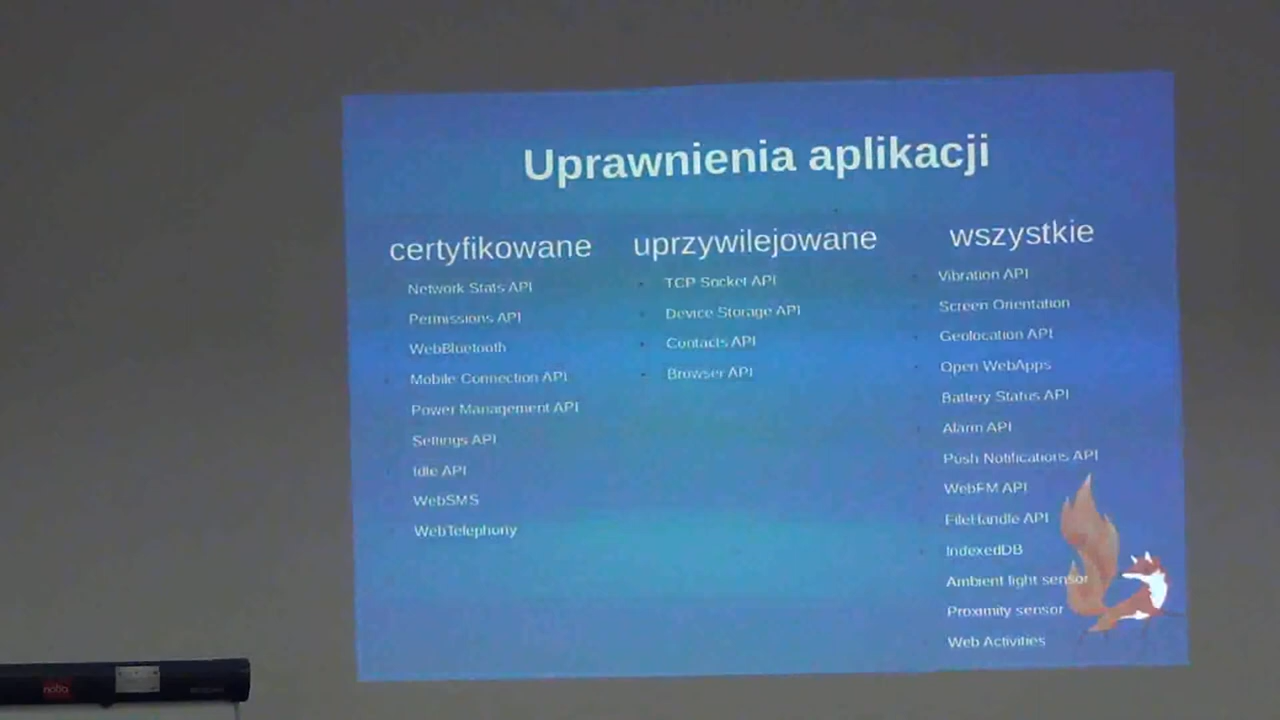 Uprawnienia aplikacji
certyfikowane
Network Stats API
Permissions API
WebBluetooth
Mobile Connection API
Power Management API
Settings API
Idle API
WebSMS
WebTelephony
uprzywilejowane
TCP Socket API
Device Storage API
Contacts API
Browser API
wszystkie
Vibration API
Screen Orientation
Geolocation API
Open WebApps
Battery Status API
Alarm API
Push Notifications API
WebFM API
FileHandle API
IndexedDB
Ambient light sensor
Proximity sensor
Web Activities
nobo